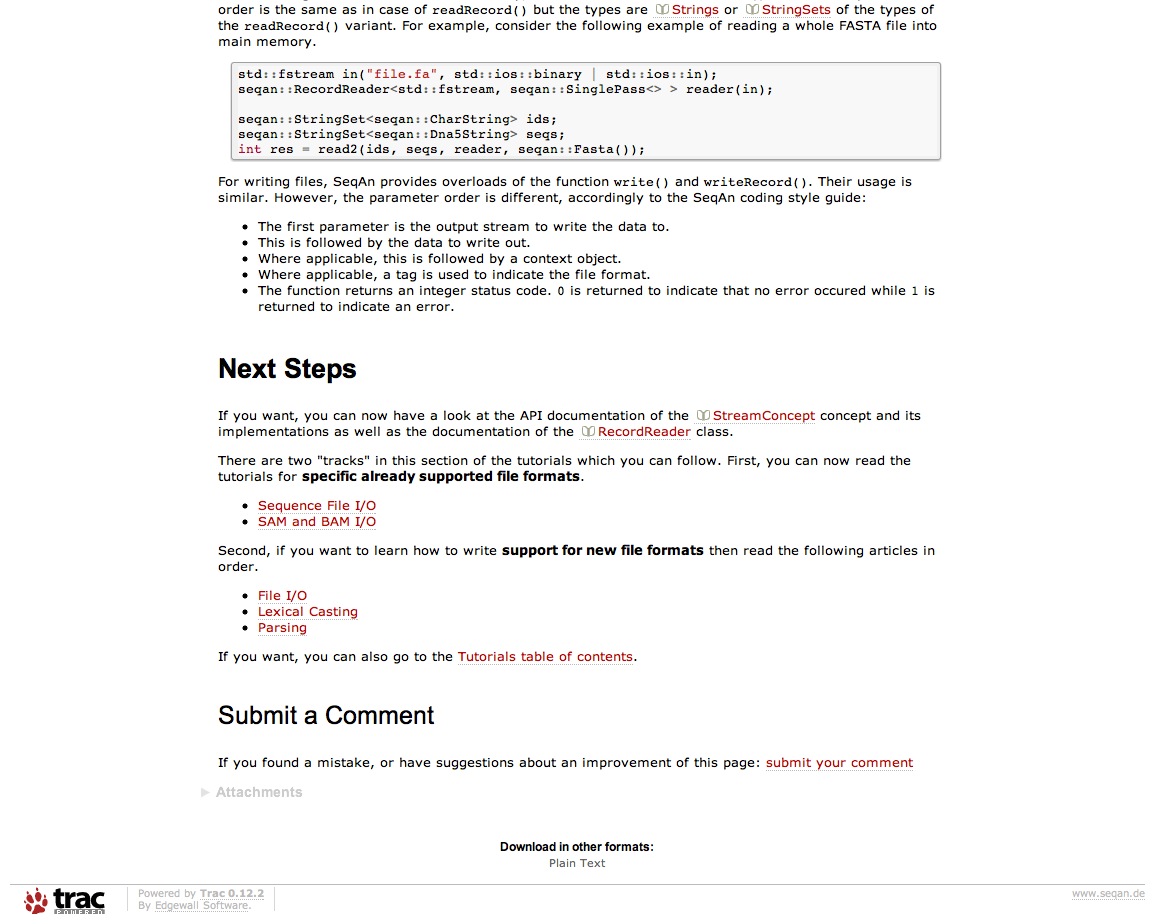 order is the same as in case of readRecord() but the types are Strings or StringSets of the types of
the readRecord() variant. For example, consider the following example of reading a whole FASTA file into
main memory.
std::fstream in("file.fa", std::ios::binary | std::ios::in);
seqan::RecordReader<std::fstream, seqan::SinglePass<> > reader(in);
seqan::StringSet<seqan::CharString> ids;
seqan::StringSet<seqan::Dna5String> seqs;
int res = read2(ids, seqs, reader, seqan::Fasta());
For writing files, SeqAn provides overloads of the function write() and writeRecord(). Their usage is
similar. However, the parameter order is different, accordingly to the SeqAn coding style guide:
• The first parameter is the output stream to write the data to.
• This is followed by the data to write out.
• Where applicable, this is followed by a context object.
• Where applicable, a tag is used to indicate the file format.
• The function returns an integer status code. 0 is returned to indicate that no error occured while 1 is
returned to indicate an error.
Next Steps
If you want, you can now have a look at the API documentation of the StreamConcept concept and its
implementations as well as the documentation of the RecordReader class.
There are two "tracks" in this section of the tutorials which you can follow. First, you can now read the
tutorials for specific already supported file formats.
• Sequence File I/O
• SAM and BAM I/O
Second, if you want to learn how to write support for new file formats then read the following articles in
order.
• File I/O
• Lexical Casting
• Parsing
If you want, you can also go to the Tutorials table of contents.
Submit a Comment
If you found a mistake, or have suggestions about an improvement of this page: submit your comment
Attachments
Download in other formats:
Plain Text
trac
POWERED
Powered by Trac 0.12.2
By Edgewall Software.
www.seqan.de